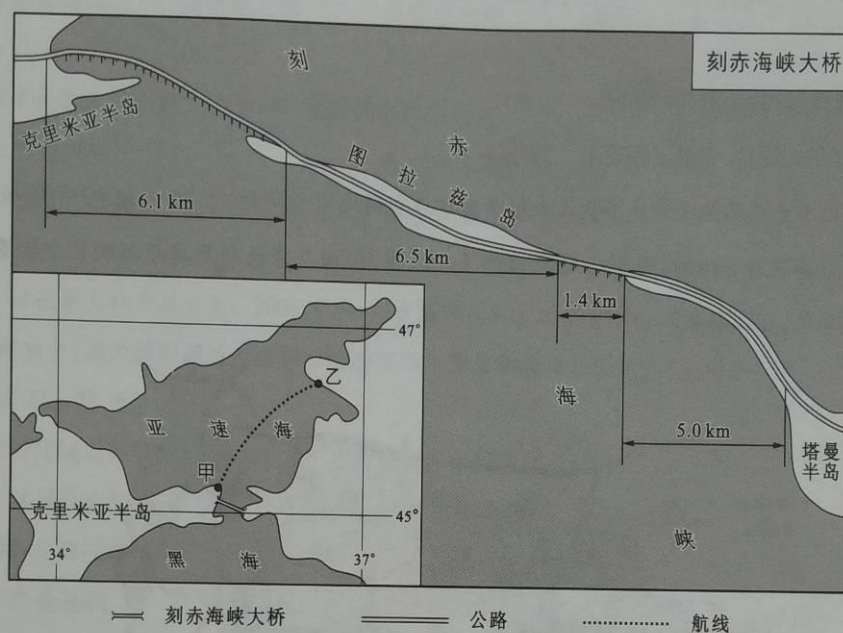 刻赤海峡大桥
刻
赤
海
峡
克里米亚半岛
图拉兹岛
6.1 km
6.5 km
1.4 km
5.0 km
塔曼
半岛
47°
乙
亚速海
甲
克里米亚半岛
45°
34°
黑海
37°
刻赤海峡大桥
公路
航线